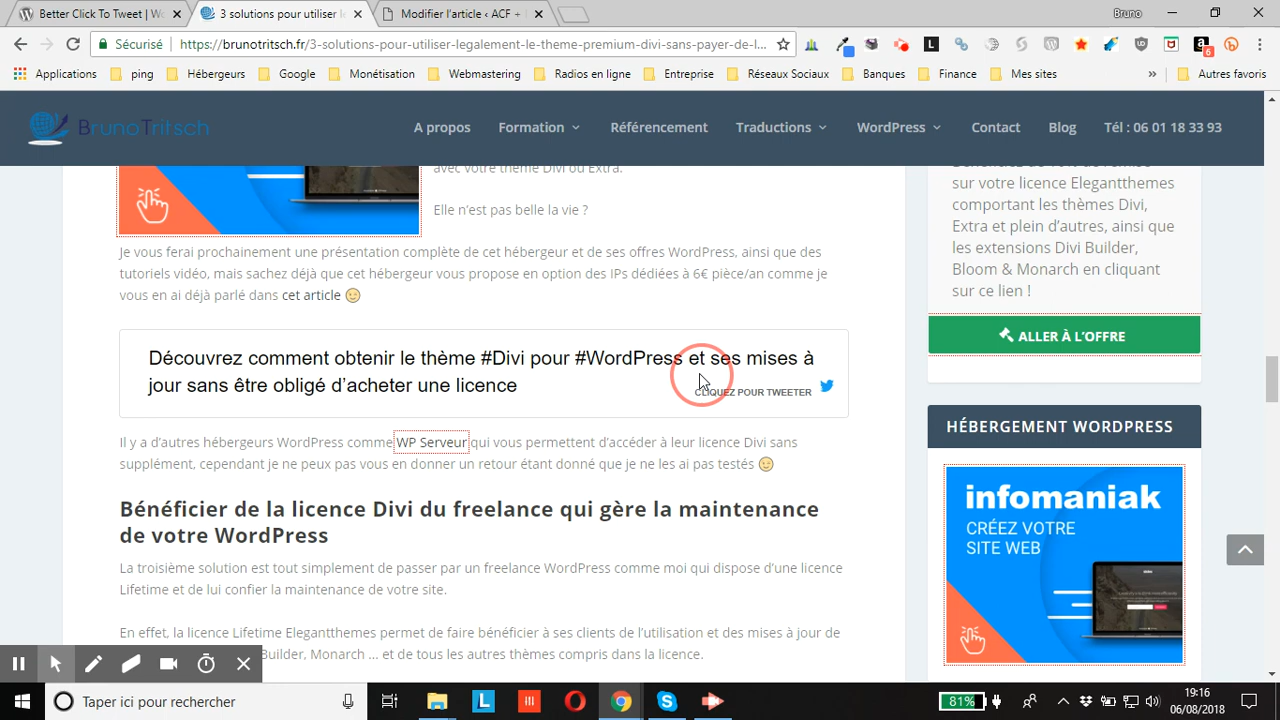 Better Click To Tweet | Wo
3 solutions pour utiliser l
Modifier l'article ‹ ACF +
Bruno
Sécurisé
https://brunotritsch.fr/3-solutions-pour-utiliser-legalement-le-theme-premium-divi-sans-payer-de-l...
Applications
ping
Hébergeurs
Google
Monétisation
Webmastering
Radios en ligne
Entreprise
Réseaux Sociaux
Banques
Finance
Mes sites
»
Autres favoris
BrunoTritsch
A propos
Formation
Référencement
Traductions
WordPress
Contact
Blog
Tél : 06 01 18 33 93
avec votre thème Divi ou Extra.
Elle n'est pas belle la vie ?
Je vous ferai prochainement une présentation complète de cet hébergeur et de ses offres WordPress, ainsi que des
tutoriels vidéo, mais sachez déjà que cet hébergeur vous propose en option des IPs dédiées à 6€ pièce/an comme je
vous en ai déjà parlé dans cet article
Découvrez comment obtenir le thème #Divi pour #WordPress et ses mises à
jour sans être obligé d'acheter une licence
CLIQUEZ POUR TWEETER
Il y a d'autres hébergeurs WordPress comme WP Serveur qui vous permettent d'accéder à leur licence Divi sans
supplément, cependant je ne peux pas vous en donner un retour étant donné que je ne les ai pas testés
Bénéficier de la licence Divi du freelance qui gère la maintenance
de votre WordPress
La troisième solution est tout simplement de passer par un freelance WordPress comme moi qui dispose d'une licence
Lifetime et de lui confier la maintenance de votre site.
En effet, la licence Lifetime Elegantthemes permet de faire bénéficier à ses clients de l'utilisation et des mises à jour de
Builder, Monarch ... et de tous les autres thèmes compris dans la licence.
sur votre licence Elegantthemes
comportant les thèmes Divi,
Extra et plein d'autres, ainsi que
les extensions Divi Builder,
Bloom & Monarch en cliquant
sur ce lien !
ALLER À L'OFFRE
HÉBERGEMENT WORDPRESS
infomaniak
CRÉEZ VOTRE
SITE WEB
Taper ici pour rechercher
81%
19:16
06/08/2018